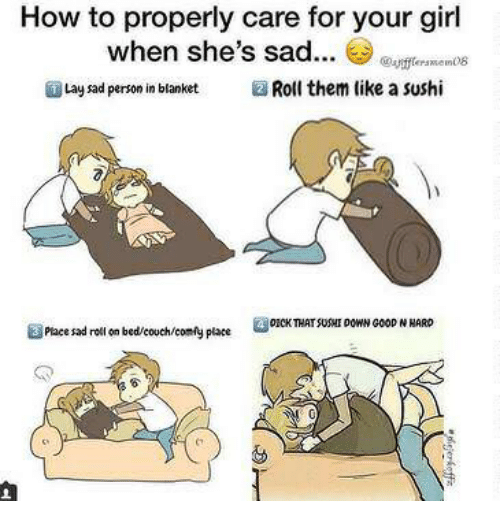 How to properly care for your girl
when she's sad... 😔
1 Lay sad person in blanket
2 Roll them like a sushi
3 Place sad roll on bed/couch/comfy place
4 DICK THAT SUSHI DOWN GOOD N HARD